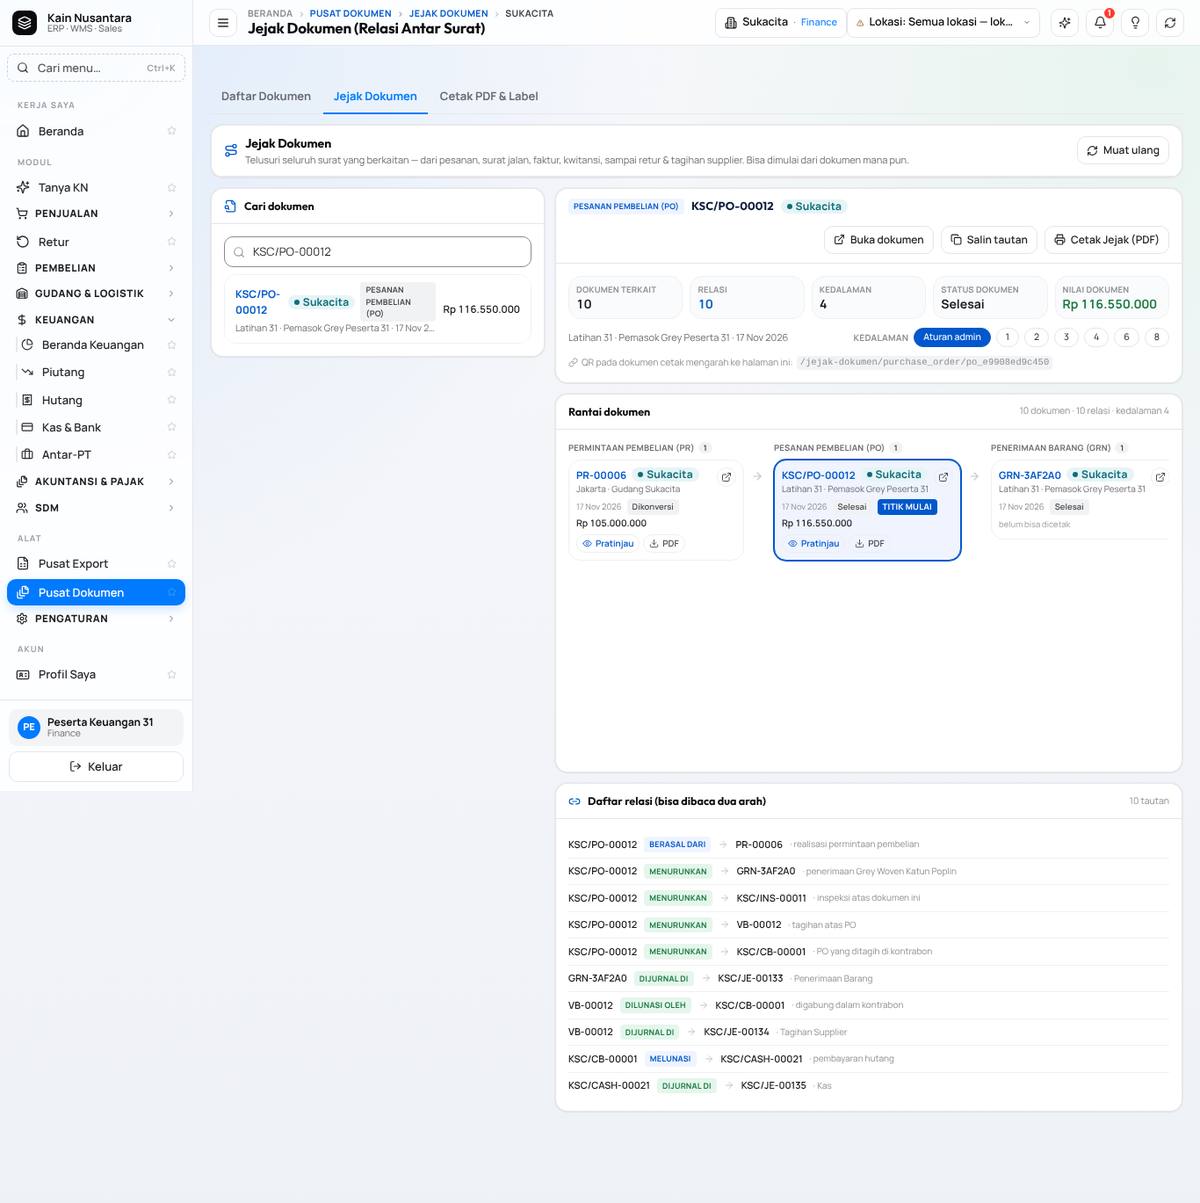 Kain Nusantara
ERP · WMS · Sales
Cari menu...
Ctrl+K
KERJA SAYA
Beranda
MODUL
Tanya KN
PENJUALAN
Retur
PEMBELIAN
GUDANG & LOGISTIK
KEUANGAN
Beranda Keuangan
Piutang
Hutang
Kas & Bank
Antar-PT
AKUNTANSI & PAJAK
SDM
ALAT
Pusat Export
Pusat Dokumen
PENGATURAN
AKUN
Profil Saya
PE
Peserta Keuangan 31
Finance
Keluar
BERANDA > PUSAT DOKUMEN > JEJAK DOKUMEN > SUKACITA
Jejak Dokumen (Relasi Antar Surat)
Sukacita · Finance
Lokasi: Semua lokasi — lok...
1
Daftar Dokumen
Jejak Dokumen
Cetak PDF & Label
Jejak Dokumen
Telusuri seluruh surat yang berkaitan — dari pesanan, surat jalan, faktur, kwitansi, sampai retur & tagihan supplier. Bisa dimulai dari dokumen mana pun.
Muat ulang
Cari dokumen
KSC/PO-00012
KSC/PO-00012
Sukacita
PESANAN PEMBELIAN (PO)
Rp 116.550.000
Latihan 31 · Pemasok Grey Peserta 31 · 17 Nov 2...
PESANAN PEMBELIAN (PO) KSC/PO-00012 Sukacita
Buka dokumen
Salin tautan
Cetak Jejak (PDF)
DOKUMEN TERKAIT
10
RELASI
10
KEDALAMAN
4
STATUS DOKUMEN
Selesai
NILAI DOKUMEN
Rp 116.550.000
Latihan 31 · Pemasok Grey Peserta 31 · 17 Nov 2026
KEDALAMAN Aturan admin 1 2 3 4 6 8
QR pada dokumen cetak mengarah ke halaman ini: /jejak-dokumen/purchase_order/po_e9908ed9c450
Rantai dokumen
10 dokumen · 10 relasi · kedalaman 4
PERMINTAAN PEMBELIAN (PR) 1
PR-00006 Sukacita
Jakarta · Gudang Sukacita
17 Nov 2026 Dikonversi
Rp 105.000.000
Pratinjau PDF
PESANAN PEMBELIAN (PO) 1
KSC/PO-00012 Sukacita
Latihan 31 · Pemasok Grey Peserta 31
17 Nov 2026 Selesai TITIK MULAI
Rp 116.550.000
Pratinjau PDF
PENERIMAAN BARANG (GRN) 1
GRN-3AF2A0 Sukacita
Latihan 31 · Pemasok Grey Peserta 31
17 Nov 2026 Selesai
belum bisa dicetak
Daftar relasi (bisa dibaca dua arah)
10 tautan
KSC/PO-00012 BERASAL DARI → PR-00006 · realisasi permintaan pembelian
KSC/PO-00012 MENURUNKAN → GRN-3AF2A0 · penerimaan Grey Woven Katun Poplin
KSC/PO-00012 MENURUNKAN → KSC/INS-00011 · inspeksi atas dokumen ini
KSC/PO-00012 MENURUNKAN → VB-00012 · tagihan atas PO
KSC/PO-00012 MENURUNKAN → KSC/CB-00001 · PO yang ditagih di kontrabon
GRN-3AF2A0 DIJURNAL DI → KSC/JE-00133 · Penerimaan Barang
VB-00012 DILUNASI OLEH → KSC/CB-00001 · digabung dalam kontrabon
VB-00012 DIJURNAL DI → KSC/JE-00134 · Tagihan Supplier
KSC/CB-00001 MELUNASI → KSC/CASH-00021 · pembayaran hutang
KSC/CASH-00021 DIJURNAL DI → KSC/JE-00135 · Kas